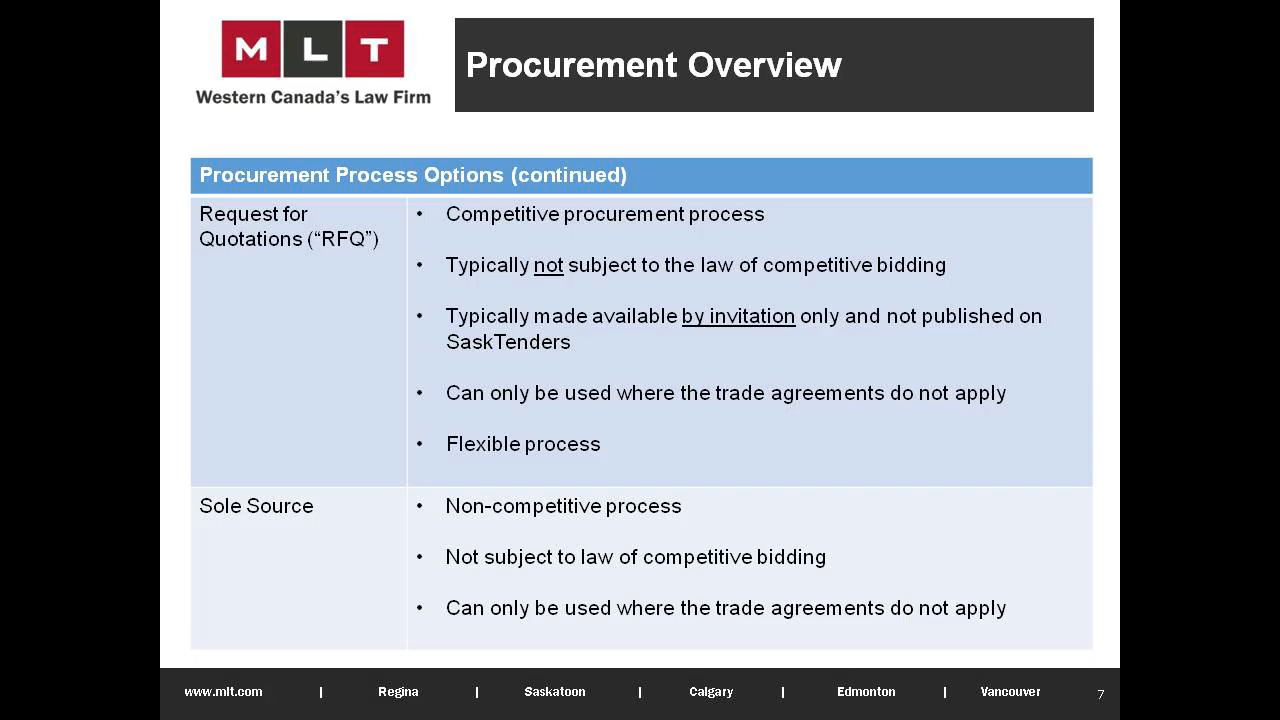 MLT
Western Canada's Law Firm
Procurement Overview
Procurement Process Options (continued)
Request for
Quotations (“RFQ”)
• Competitive procurement process
• Typically not subject to the law of competitive bidding
• Typically made available by invitation only and not published on
SaskTenders
• Can only be used where the trade agreements do not apply
• Flexible process
Sole Source
• Non-competitive process
• Not subject to law of competitive bidding
• Can only be used where the trade agreements do not apply
www.mlt.com | Regina | Saskatoon | Calgary | Edmonton | Vancouver 7